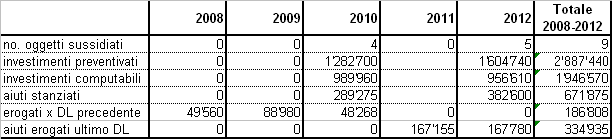 2008 2009 2010 2011 2012 Totale 2008-2012
no. oggetti sussidiati 0 0 4 0 5 9
investimenti preventivati 0 0 1'282'700 0 1'604'740 2'887'440
investimenti computabili 0 0 989'960 0 956'610 1'946'570
aiuti stanziati 0 0 289'275 0 382'600 671'875
erogati x DL precedente 49'560 88'980 48'268 0 0 186'808
aiuti erogati ultimo DL 0 0 0 167'155 167'780 334'935